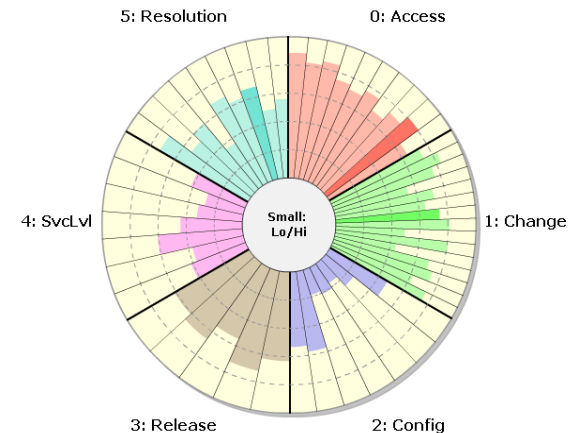 5: Resolution
0: Access
Small:
Lo/Hi
4: SvcLvl
1: Change
3: Release
2: Config